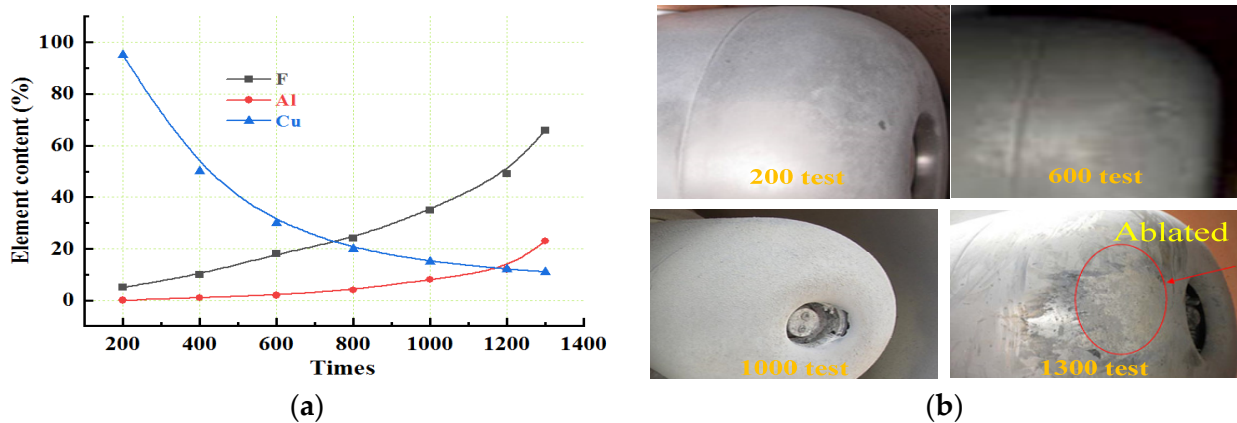 100
80
60
40
20
0
Element content (%)
F
Al
Cu
200 400 600 800 1000 1200 1400
Times
(a)
200 test
600 test
1000 test
Ablated
1300 test
(b)